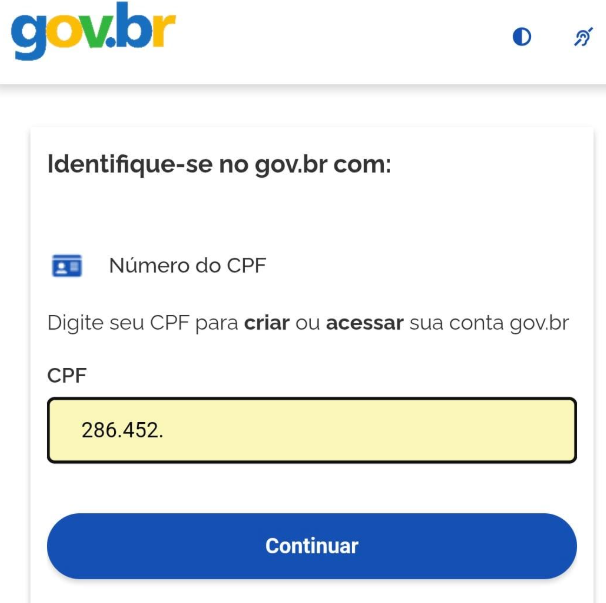 gov.br
Identifique-se no gov.br com:
Número do CPF
Digite seu CPF para criar ou acessar sua conta gov.br
CPF
286.452.
Continuar